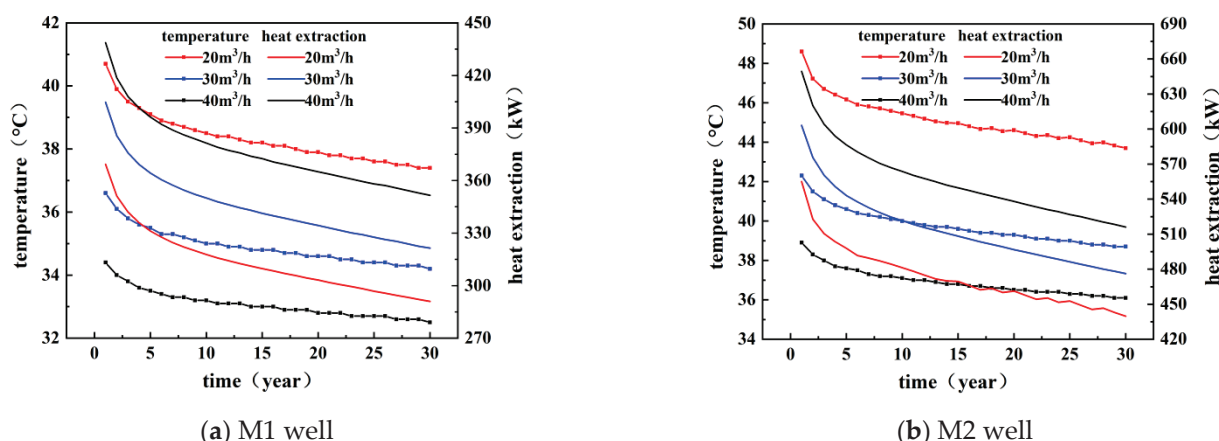 42
40
38
36
34
32
temperature（°C）
450
420
390
360
330
300
270
heat extraction（kW）
temperature heat extraction
20m³/h 20m³/h
30m³/h 30m³/h
40m³/h 40m³/h
0 5 10 15 20 25 30
time（year）
(a) M1 well
50
48
46
44
42
40
38
36
34
temperature（°C）
690
660
630
600
570
540
510
480
450
420
heat extraction（kW）
temperature heat extraction
20m³/h 20m³/h
30m³/h 30m³/h
40m³/h 40m³/h
0 5 10 15 20 25 30
time（year）
(b) M2 well